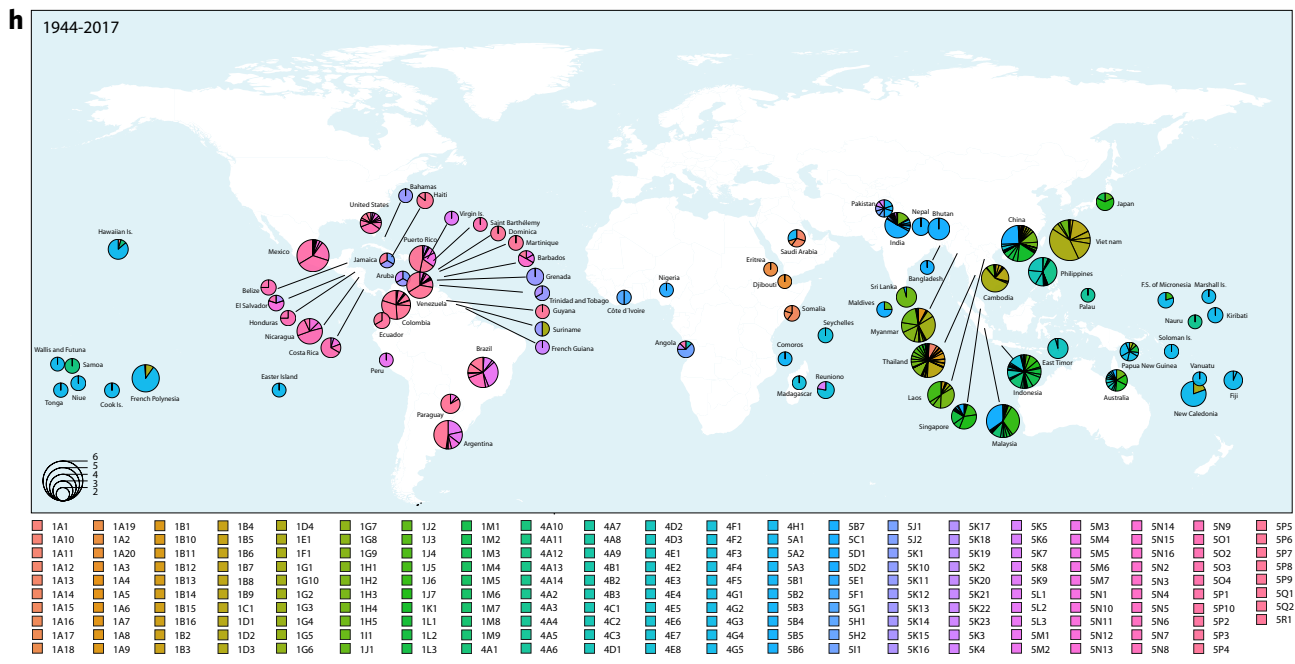 h
1944-2017
Bahamas
Haiti
United States
Virgin Is.
Saint Barthélemy
Dominica
Martinique
Barbados
Grenada
Trinidad and Tobago
Guyana
Suriname
French Guiana
Hawaiian Is.
Mexico
Puerto Rico
Jamaica
Aruba
Venezuela
Belize
El Salvador
Honduras
Nicaragua
Costa Rica
Colombia
Ecuador
Peru
Brazil
Paraguay
Argentina
Wallis and Futuna
Samoa
Tonga
Niue
Cook Is.
French Polynesia
Easter Island
Côte d'Ivoire
Nigeria
Angola
Eritrea
Djibouti
Saudi Arabia
Somalia
Seychelles
Comoros
Madagascar
Reuniono
Pakistan
India
Nepal
Bhutan
Bangladesh
Sri Lanka
Maldives
Myanmar
Thailand
Laos
Singapore
Malaysia
China
Viet nam
Japan
Cambodia
Philippines
Palau
Indonesia
East Timor
Australia
F.S. of Micronesia
Marshall Is.
Nauru
Kiribati
Soloman Is.
Papua New Guinea
Vanuatu
New Caledonia
Fiji
6
5
4
3
2
1A1 1A19 1B1 1B4 1D4 1G7 1J2 1M1 4A10 4A7 4D2 4F1 4H1 5B7 5J1 5K17 5K5 5M3 5N14 5N9 5P5
1A10 1A2 1B10 1B5 1E1 1G8 1J3 1M2 4A11 4A8 4D3 4F2 5A1 5C1 5J2 5K18 5K6 5M4 5N15 5O1 5P6
1A11 1A20 1B11 1B6 1F1 1G9 1J4 1M3 4A12 4A9 4E1 4F3 5A2 5D1 5K1 5K19 5K7 5M5 5N16 5O2 5P7
1A12 1A3 1B12 1B7 1G1 1H1 1J5 1M4 4A13 4B1 4E2 4F4 5A3 5D2 5K10 5K2 5K8 5M6 5N2 5O3 5P8
1A13 1A4 1B13 1B8 1G10 1H2 1J6 1M5 4A14 4B2 4E3 4F5 5B1 5E1 5K11 5K20 5K9 5M7 5N3 5O4 5P9
1A14 1A5 1B14 1B9 1G2 1H3 1J7 1M6 4A2 4B3 4E4 4G1 5B2 5F1 5K12 5K21 5L1 5N1 5N4 5P1 5Q1
1A15 1A6 1B15 1C1 1G3 1H4 1K1 1M7 4A3 4C1 4E5 4G2 5B3 5G1 5K13 5K22 5L2 5N10 5N5 5P10 5Q2
1A16 1A7 1B16 1D1 1G4 1H5 1L1 1M8 4A4 4C2 4E6 4G3 5B4 5H1 5K14 5K23 5L3 5N11 5N6 5P2 5R1
1A17 1A8 1B2 1D2 1G5 1I1 1L2 1M9 4A5 4C3 4E7 4G4 5B5 5H2 5K15 5K3 5M1 5N12 5N7 5P3
1A18 1A9 1B3 1D3 1G6 1J1 1L3 4A1 4A6 4D1 4E8 4G5 5B6 5I1 5K16 5K4 5M2 5N13 5N8 5P4